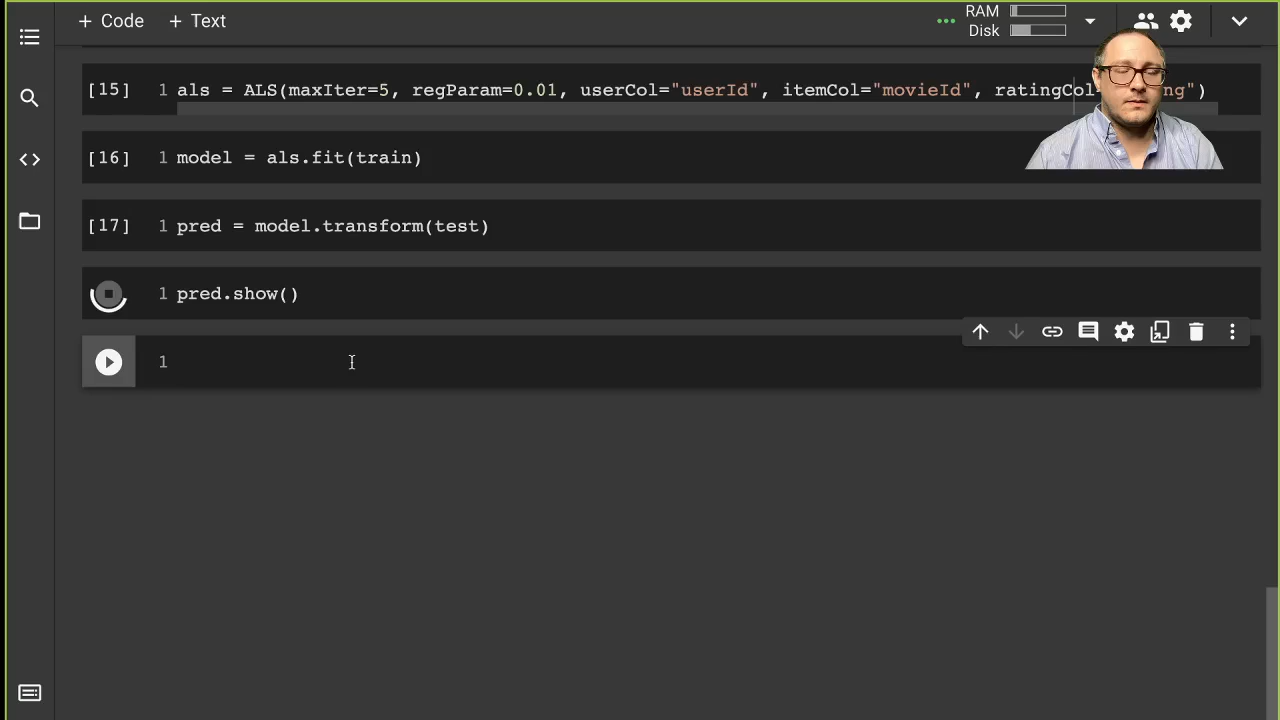 + Code + Text
RAM
Disk
[15] 1 als = ALS(maxIter=5, regParam=0.01, userCol="userId", itemCol="movieId", ratingCol ng")
[16] 1 model = als.fit(train)
[17] 1 pred = model.transform(test)
1 pred.show()
1